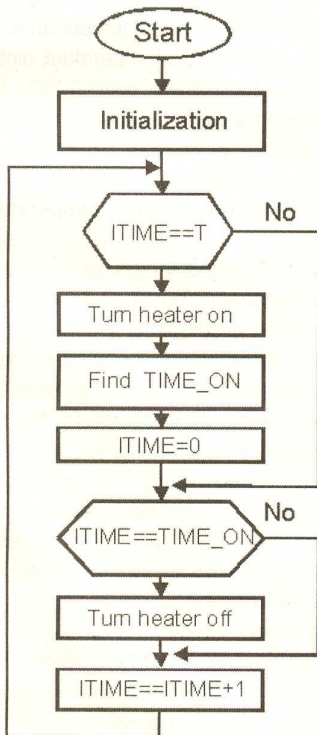 Start
Initialization
ITIME==T
No
Turn heater on
Find TIME_ON
ITIME=0
ITIME==TIME_ON
No
Turn heater off
ITIME==ITIME+1